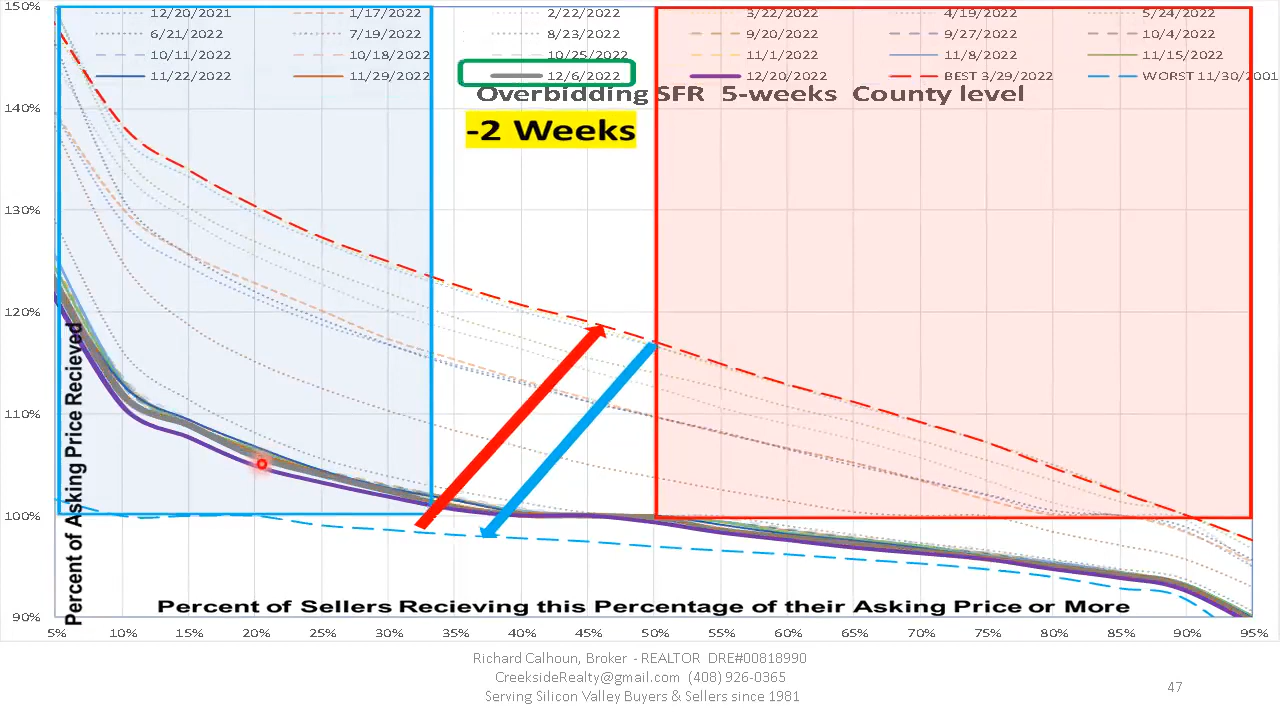 150%
12/20/2021 1/17/2022 2/22/2022 3/22/2022 4/19/2022 5/24/2022
6/21/2022 7/19/2022 8/23/2022 9/20/2022 9/27/2022 10/4/2022
10/11/2022 10/18/2022 10/25/2022 11/1/2022 11/8/2022 11/15/2022
11/22/2022 11/29/2022 12/6/2022 12/20/2022 BEST 3/29/2022 WORST 11/30/2001
Overbidding SFR 5-weeks County level
140%
-2 Weeks
130%
120%
110%
100%
90%
Percent of Asking Price Recieved
Percent of Sellers Recieving this Percentage of their Asking Price or More
5% 10% 15% 20% 25% 30% 35% 40% 45% 50% 55% 60% 65% 70% 75% 80% 85% 90% 95%
Richard Calhoun, Broker - REALTOR DRE#00818990
CreeksideRealty@gmail.com (408) 926-0365
Serving Silicon Valley Buyers & Sellers since 1981
47